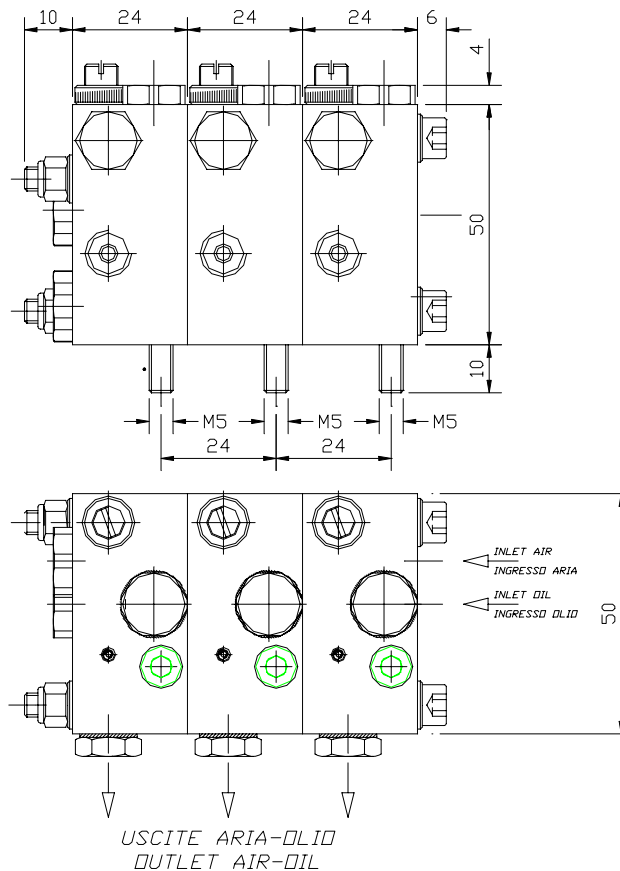 10 24 24 24 6
4
50
10
M5 M5 M5
24 24
INLET AIR
INGRESSO ARIA
INLET OIL
INGRESSO OLIO
50
USCITE ARIA-OLIO
OUTLET AIR-OIL